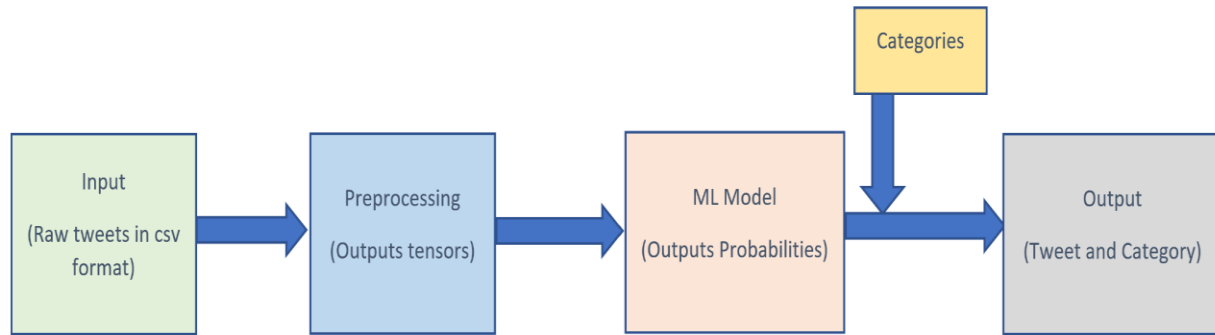 Categories
Input
(Raw tweets in csv
format)
Preprocessing
(Outputs tensors)
ML Model
(Outputs Probabilities)
Output
(Tweet and Category)